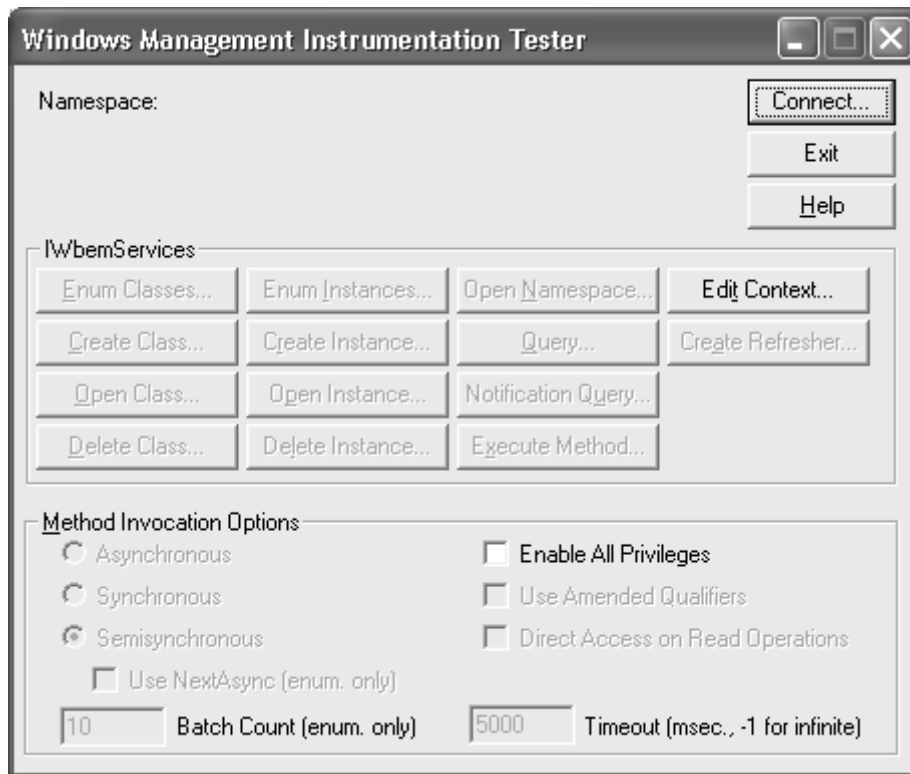 Windows Management Instrumentation Tester
Namespace:
Connect...
Exit
Help
IWbemServices
Enum Classes... Enum Instances... Open Namespace... Edit Context...
Create Class... Create Instance... Query... Create Refresher...
Open Class... Open Instance... Notification Query...
Delete Class... Delete Instance... Execute Method...
Method Invocation Options
Asynchronous Enable All Privileges
Synchronous Use Amended Qualifiers
Semisynchronous Direct Access on Read Operations
Use NextAsync (enum. only)
10 Batch Count (enum. only) 5000 Timeout (msec., -1 for infinite)